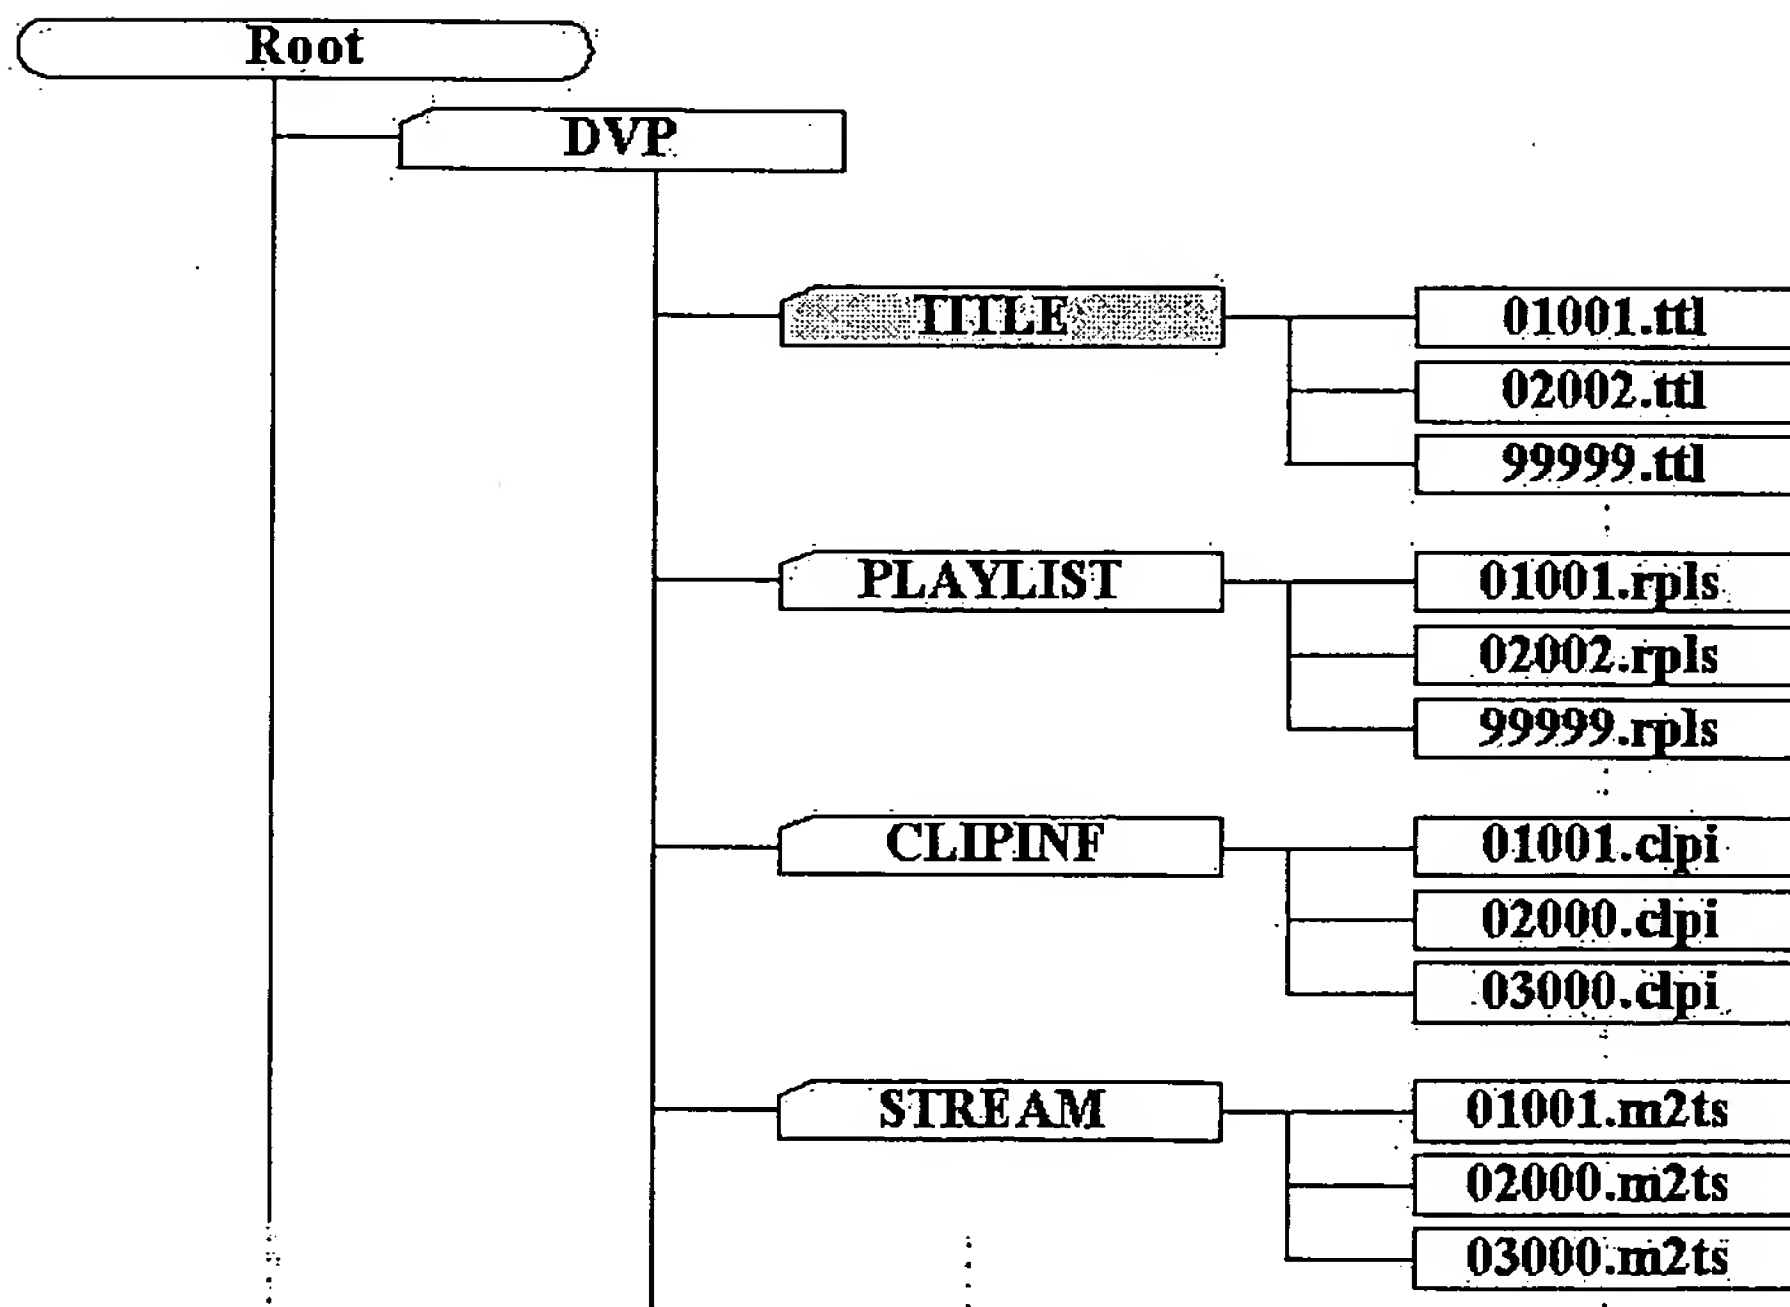 Root
DVP
TITLE
01001.ttl
02002.ttl
99999.ttl
PLAYLIST
01001.rpls
02002.rpls
99999.rpls
CLIPINF
01001.clpi
02000.clpi
03000.clpi
STREAM
01001.m2ts
02000.m2ts
03000.m2ts